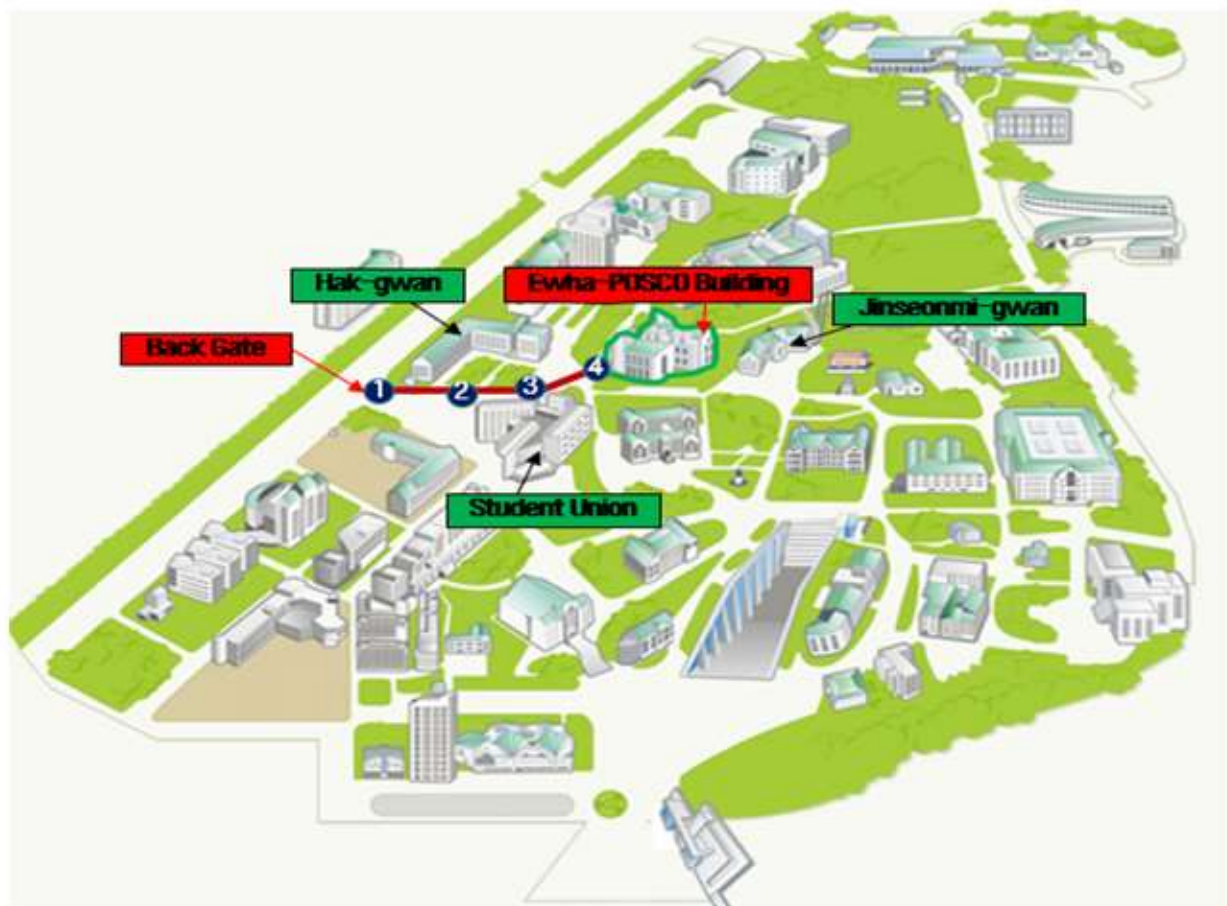 Hak-gwan
Ewha-POSCO Building
Jinseonmi-gwan
Back Gate
1
2
3
4
Student Union